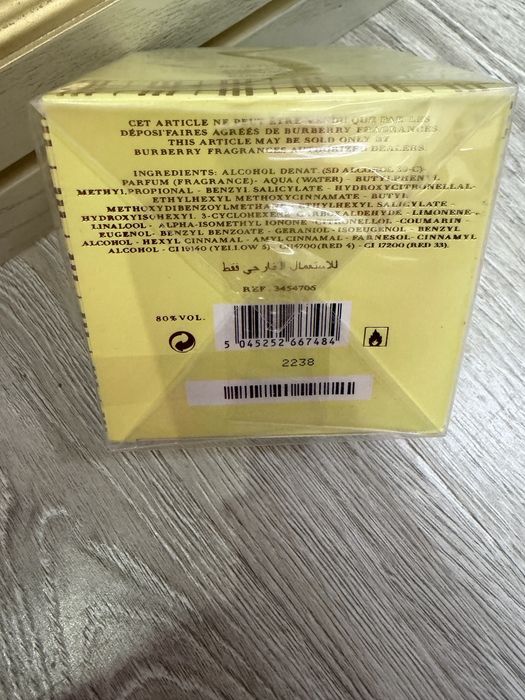 CET ARTICLE NE PEUT ÊTRE VENDU QUE PAR LES
DÉPOSITAIRES AGRÉÉS DE BURBERRY FRAGRANCES
THIS ARTICLE MAY BE SOLD ONLY BY
BURBERRY FRAGRANCES AUTHORIZED DEALERS.
INGREDIENTS: ALCOHOL DENAT. (SD ALCOHOL 39-C)-
PARFUM (FRAGRANCE)- AQUA (WATER) - BUTYLPHENYL
METHYLPROPIONAL - BENZYL SALICYLATE - HYDROXYCITRONELLAL-
ETHYLHEXYL METHOXYCINNAMATE - BUTYL
METHOXYDIBENZOYLMETHANE - ETHYLHEXYL SALICYLATE -
HYDROXYISOHEXYL 3-CYCLOHEXENE CARBOXALDEHYDE - LIMONENE -
LINALOOL - ALPHA-ISOMETHYL IONONE - CITRONELLOL - COUMARIN -
EUGENOL - BENZYL BENZOATE - GERANIOL - ISOEUGENOL - BENZYL
ALCOHOL - HEXYL CINNAMAL - AMYL CINNAMAL - FARNESOL - CINNAMYL
ALCOHOL - CI 19140 (YELLOW 5) - CI 14700 (RED 4) - CI 17200 (RED 33).
للاستعمال الخارجي فقط
REF. 3454706
80% VOL.
5 045252 667484
2238